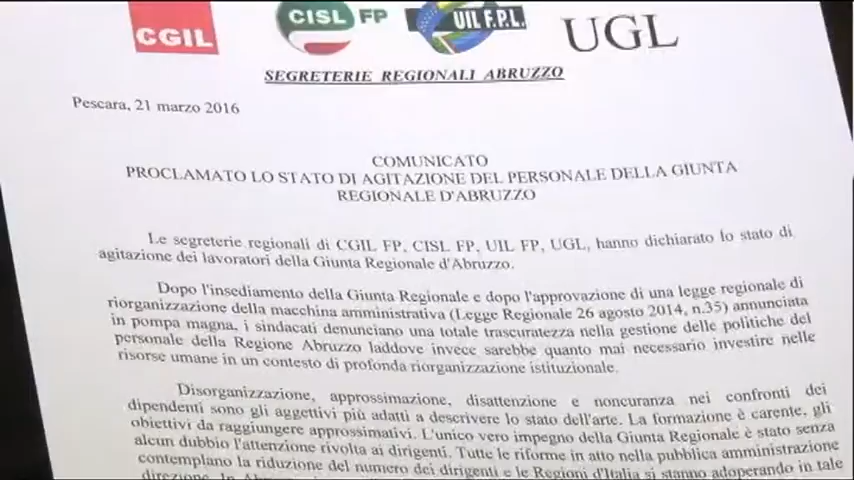 CGIL
CISL FP
UIL F.P.L.
UGL
SEGRETERIE REGIONALI ABRUZZO
Pescara, 21 marzo 2016
COMUNICATO
PROCLAMATO LO STATO DI AGITAZIONE DEL PERSONALE DELLA GIUNTA
REGIONALE D'ABRUZZO
Le segreterie regionali di CGIL FP, CISL FP, UIL FP, UGL, hanno dichiarato lo stato di
agitazione dei lavoratori della Giunta Regionale d'Abruzzo.
Dopo l'insediamento della Giunta Regionale e dopo l'approvazione di una legge regionale di
riorganizzazione della macchina amministrativa (Legge Regionale 26 agosto 2014, n.35) annunciata
in pompa magna, i sindacati denunciano una totale trascuratezza nella gestione delle politiche del
personale della Regione Abruzzo laddove invece sarebbe quanto mai necessario investire nelle
risorse umane in un contesto di profonda riorganizzazione istituzionale.
Disorganizzazione, approssimazione, disattenzione e noncuranza nei confronti dei
dipendenti sono gli aggettivi più adatti a descrivere lo stato dell'arte. La formazione è carente, gli
obiettivi da raggiungere approssimativi. L'unico vero impegno della Giunta Regionale è stato senza
alcun dubbio l'attenzione rivolta ai dirigenti. Tutte le riforme in atto nella pubblica amministrazione
contemplano la riduzione del numero dei dirigenti e le Regioni d'Italia si stanno adoperando in tale
direzione. In